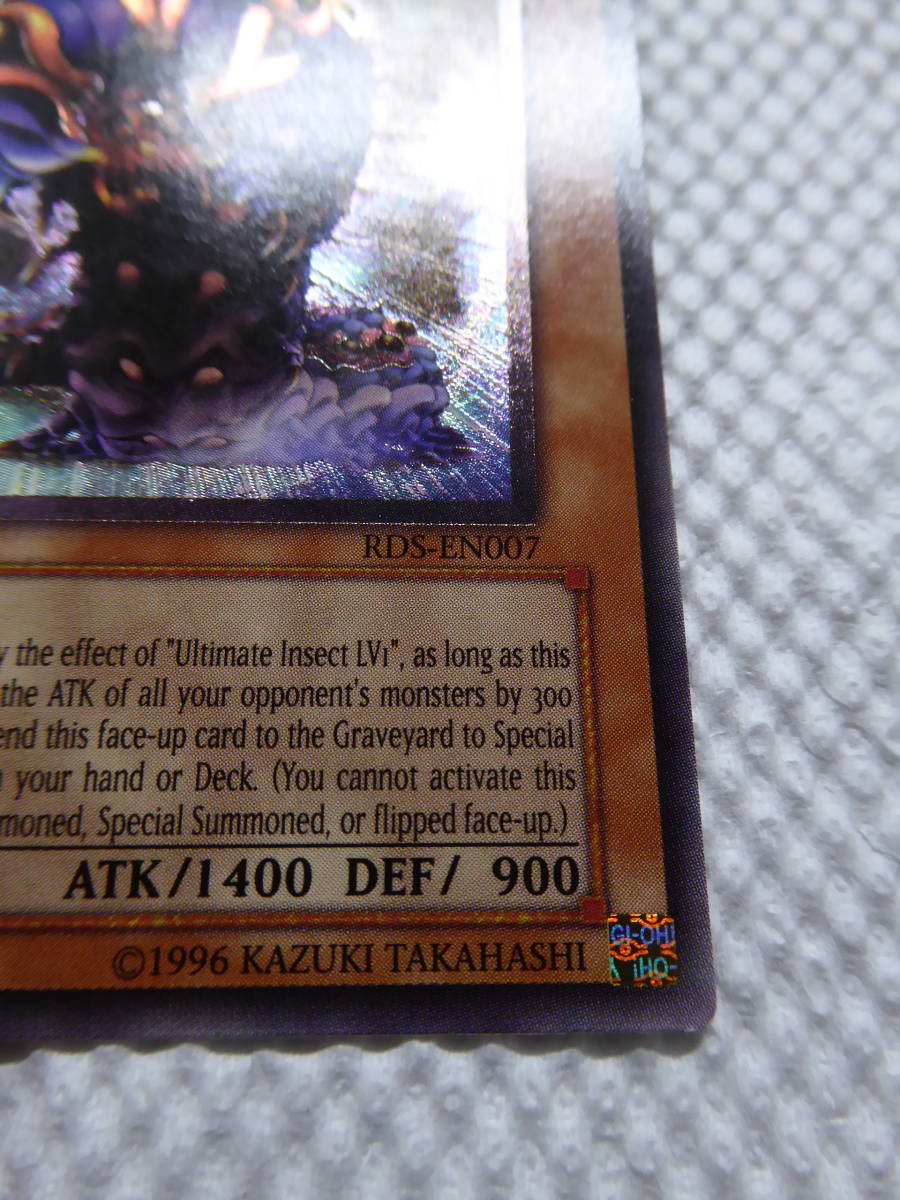 RDS-EN007
the effect of "Ultimate Insect LV1", as long as this
the ATK of all your opponent's monsters by 300
end this face-up card to the Graveyard to Special
your hand or Deck. (You cannot activate this
moned, Special Summoned, or flipped face-up.)
ATK/1400 DEF/ 900
©1996 KAZUKI TAKAHASHI
GI-OH!